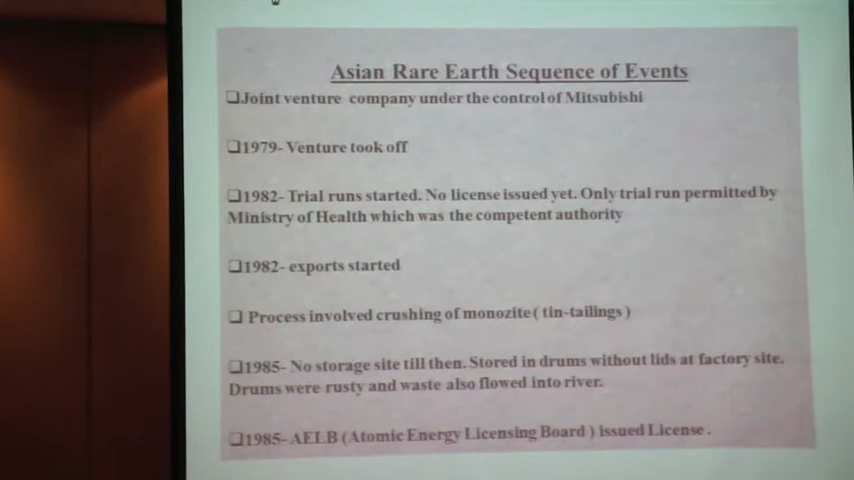 Asian Rare Earth Sequence of Events
❑Joint venture company under the control of Mitsubishi
❑1979- Venture took off
❑1982- Trial runs started. No license issued yet. Only trial run permitted by
Ministry of Health which was the competent authority
❑1982- exports started
❑ Process involved crushing of monozite ( tin-tailings )
❑1985- No storage site till then. Stored in drums without lids at factory site.
Drums were rusty and waste also flowed into river.
❑1985- AELB (Atomic Energy Licensing Board ) issued License .